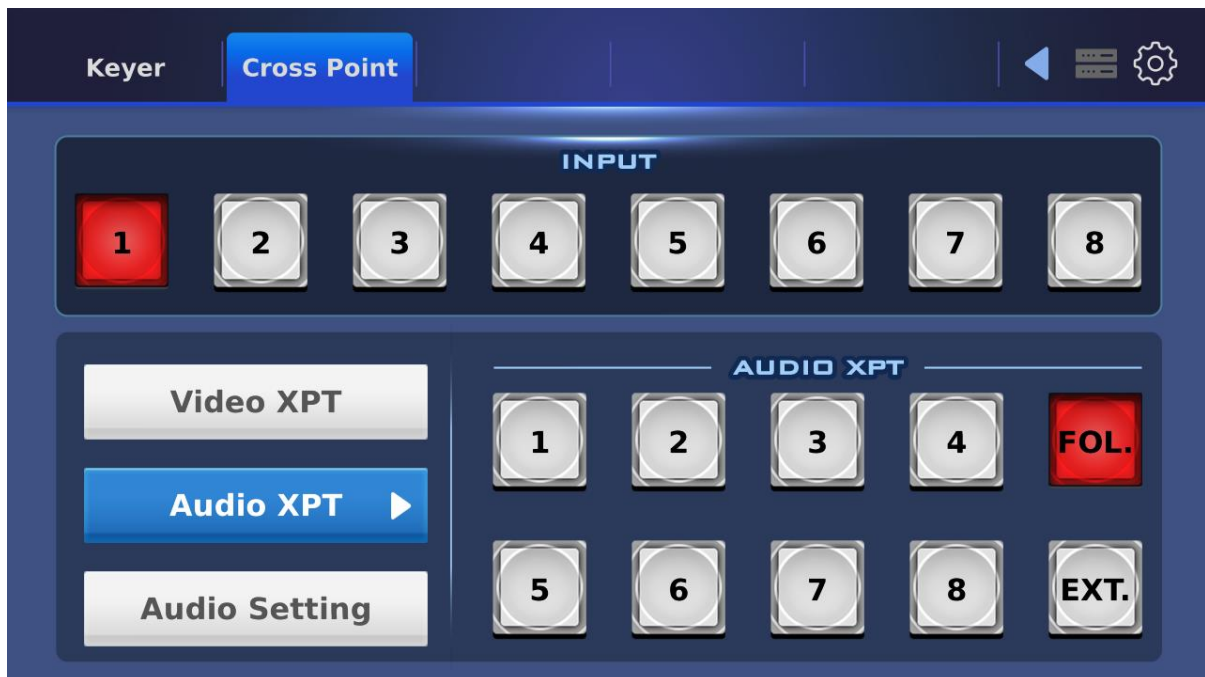 Keyer Cross Point
INPUT
1 2 3 4 5 6 7 8
Video XPT
Audio XPT
Audio Setting
AUDIO XPT
1 2 3 4 FOL.
5 6 7 8 EXT.